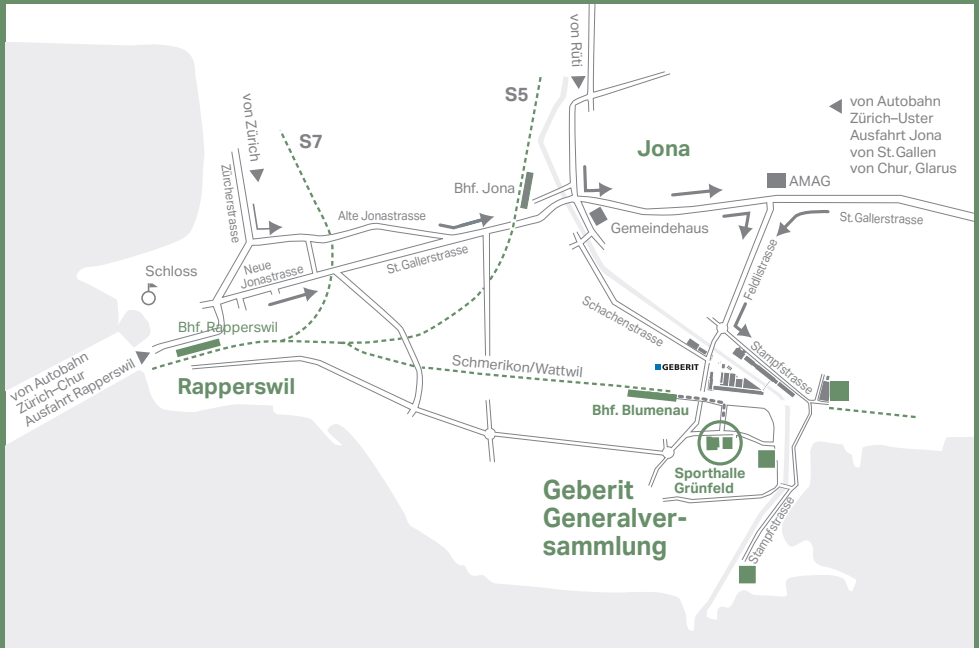 von Rüti
S5
von Zürich
S7
von Autobahn
Zürich–Uster
Ausfahrt Jona
von St.Gallen
von Chur, Glarus
Jona
Zürcherstrasse
Bhf. Jona
AMAG
Alte Jonastrasse
Gemeindehaus
St.Gallerstrasse
Schloss
Neue
Jonastrasse
St.Gallerstrasse
Feldlistrasse
Schachenstrasse
Bhf. Rapperswil
von Autobahn
Zürich–Chur
Ausfahrt Rapperswil
Rapperswil
Schmerikon/Wattwil
GEBERIT
Stampfstrasse
Bhf. Blumenau
Sporthalle
Grünfeld
Geberit
Generalver-
sammlung
Stampfstrasse